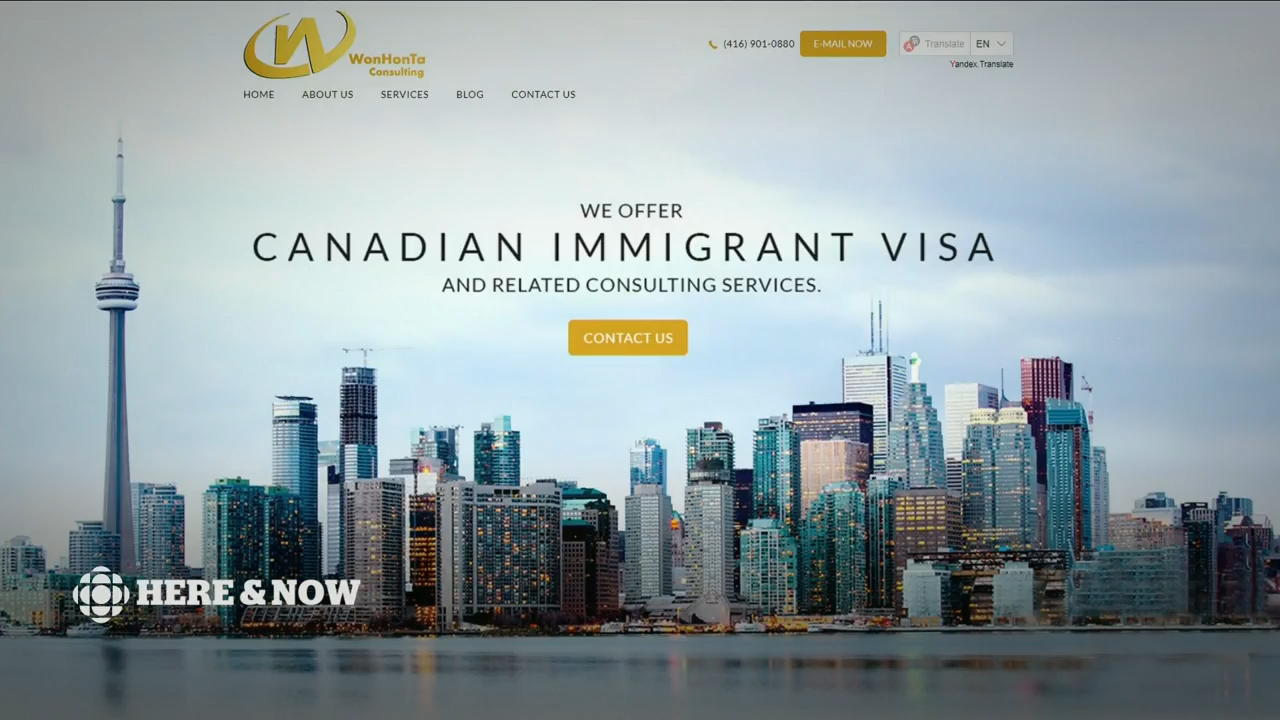 WonHonTa
Consulting
(416) 901-0880
E-MAIL NOW
Translate
EN
Yandex.Translate
HOME
ABOUT US
SERVICES
BLOG
CONTACT US
WE OFFER
CANADIAN IMMIGRANT VISA
AND RELATED CONSULTING SERVICES.
CONTACT US
HERE & NOW